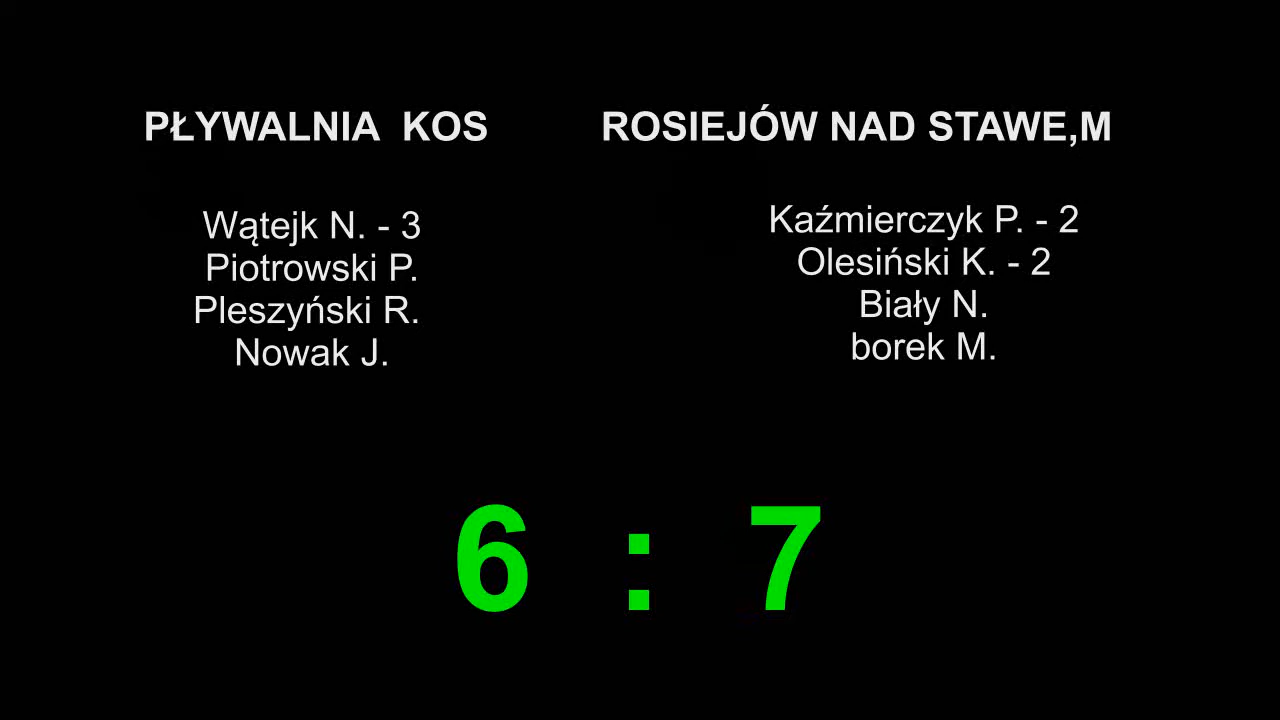 PŁYWALNIA KOS
Wątejk N. - 3
Piotrowski P.
Pleszyński R.
Nowak J.
ROSIEJÓW NAD STAWE,M
Kaźmierczyk P. - 2
Olesiński K. - 2
Biały N.
borek M.
6 : 7